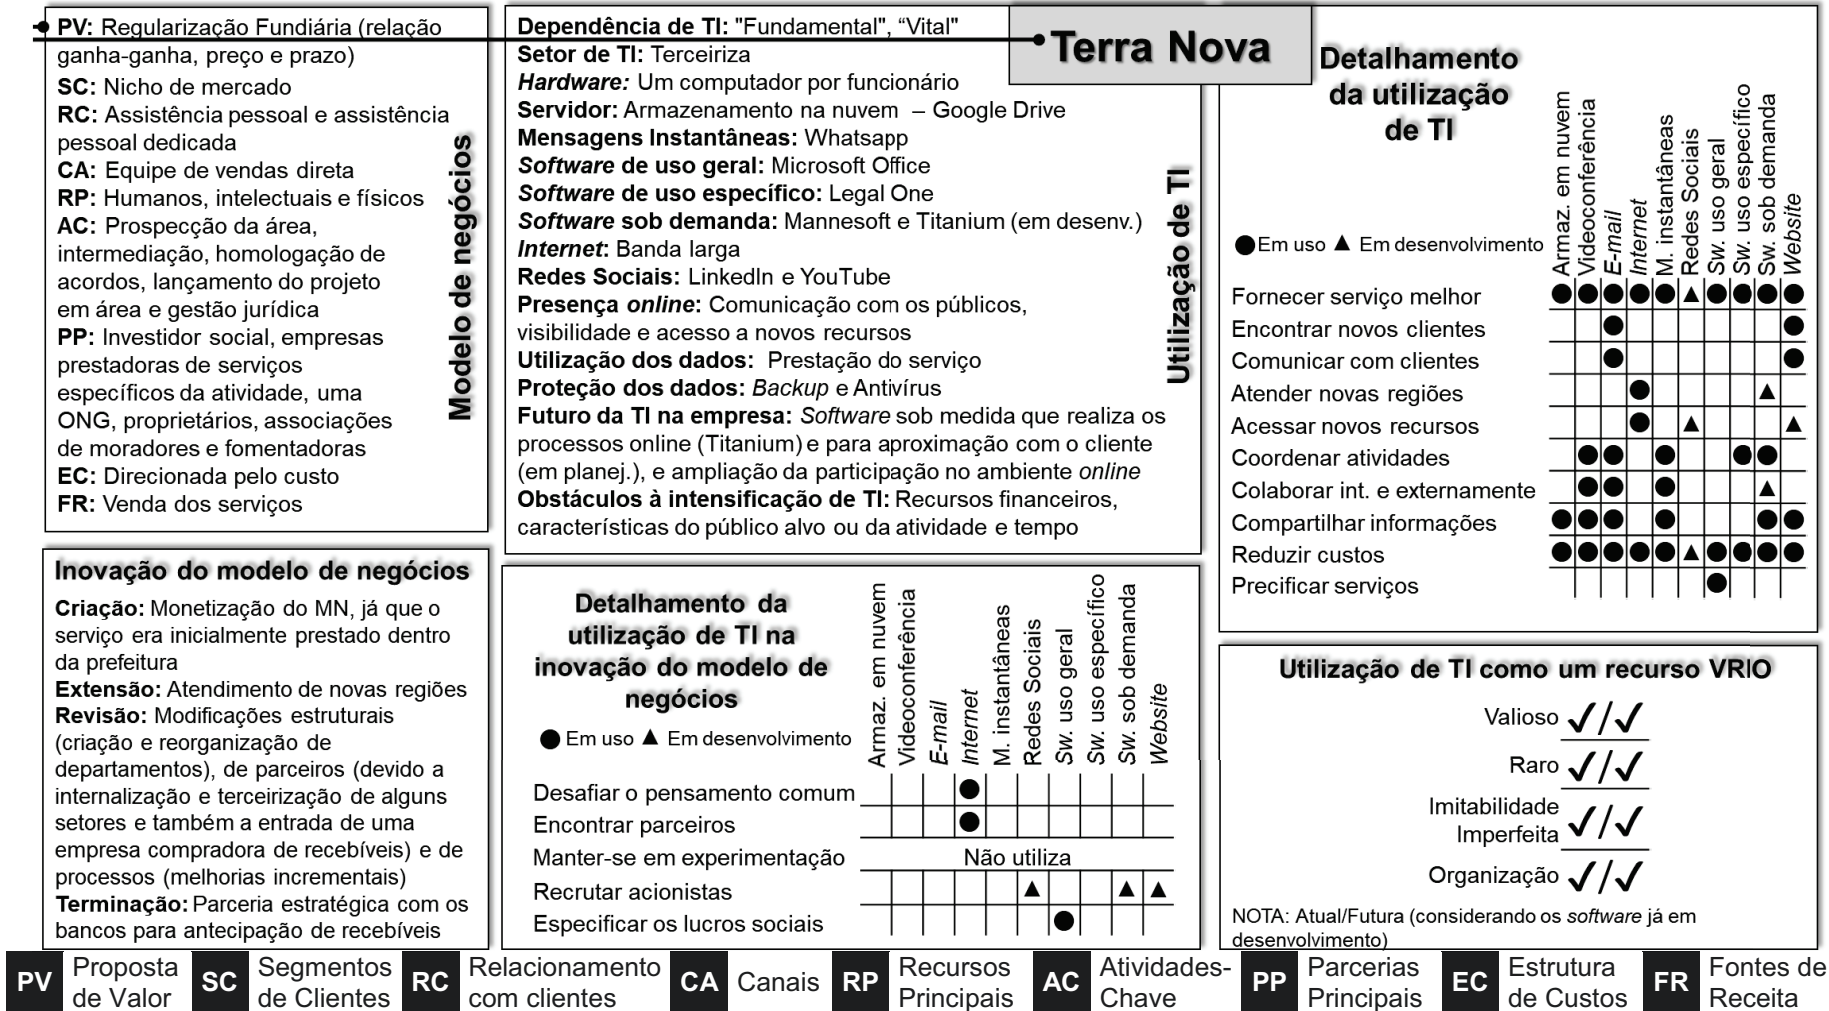 Terra Nova
PV: Regularização Fundiária (relação
ganha-ganha, preço e prazo)
SC: Nicho de mercado
RC: Assistência pessoal e assistência
pessoal dedicada
CA: Equipe de vendas direta
RP: Humanos, intelectuais e físicos
AC: Prospecção da área,
intermediação, homologação de
acordos, lançamento do projeto
em área e gestão jurídica
PP: Investidor social, empresas
prestadoras de serviços
específicos da atividade, uma
ONG, proprietários, associações
de moradores e fomentadoras
EC: Direcionada pelo custo
FR: Venda dos serviços
Modelo de negócios
Dependência de TI: "Fundamental", “Vital"
Setor de TI: Terceiriza
Hardware: Um computador por funcionário
Servidor: Armazenamento na nuvem – Google Drive
Mensagens Instantâneas: Whatsapp
Software de uso geral: Microsoft Office
Software de uso específico: Legal One
Software sob demanda: Mannesoft e Titanium (em desenv.)
Internet: Banda larga
Redes Sociais: LinkedIn e YouTube
Presença online: Comunicação com os públicos,
visibilidade e acesso a novos recursos
Utilização dos dados: Prestação do serviço
Proteção dos dados: Backup e Antivírus
Futuro da TI na empresa: Software sob medida que realiza os
processos online (Titanium) e para aproximação com o cliente
(em planej.), e ampliação da participação no ambiente online
Obstáculos à intensificação de TI: Recursos financeiros,
características do público alvo ou da atividade e tempo
Utilização de TI
Detalhamento
da utilização
de TI
Em uso
Em desenvolvimento
Armaz. em nuvem
Videoconferência
E-mail
Internet
M. instantâneas
Redes Sociais
Sw. uso geral
Sw. uso específico
Sw. sob demanda
Website
Fornecer serviço melhor
Encontrar novos clientes
Comunicar com clientes
Atender novas regiões
Acessar novos recursos
Coordenar atividades
Colaborar int. e externamente
Compartilhar informações
Reduzir custos
Precificar serviços
Inovação do modelo de negócios
Criação: Monetização do MN, já que o
serviço era inicialmente prestado dentro
da prefeitura
Extensão: Atendimento de novas regiões
Revisão: Modificações estruturais
(criação e reorganização de
departamentos), de parceiros (devido a
internalização e terceirização de alguns
setores e também a entrada de uma
empresa compradora de recebíveis) e de
processos (melhorias incrementais)
Terminação: Parceria estratégica com os
bancos para antecipação de recebíveis
Detalhamento da
utilização de TI na
inovação do modelo de
negócios
Em uso
Em desenvolvimento
Armaz. em nuvem
Videoconferência
E-mail
Internet
M. instantâneas
Redes Sociais
Sw. uso geral
Sw. uso específico
Sw. sob demanda
Website
Desafiar o pensamento comum
Encontrar parceiros
Manter-se em experimentação Não utiliza
Recrutar acionistas
Especificar os lucros sociais
Utilização de TI como um recurso VRIO
Valioso ✓/✓
Raro ✓/✓
Imitabilidade
Imperfeita ✓/✓
Organização ✓/✓
NOTA: Atual/Futura (considerando os software já em
desenvolvimento)
PV Proposta
de Valor
SC Segmentos
de Clientes
RC Relacionamento
com clientes
CA Canais
RP Recursos
Principais
AC Atividades-
Chave
PP Parcerias
Principais
EC Estrutura
de Custos
FR Fontes de
Receita